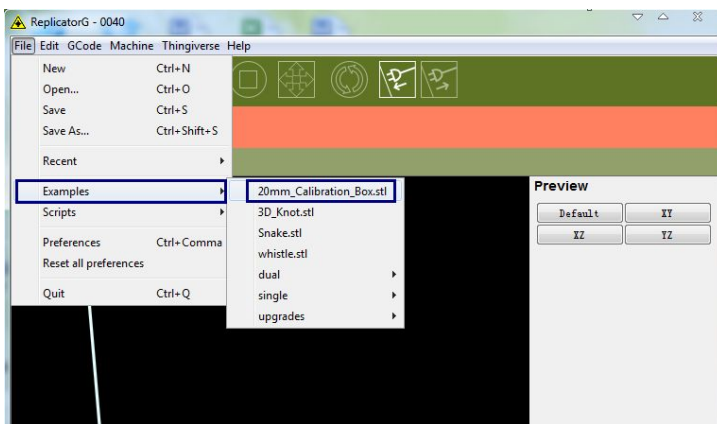 ReplicatorG - 0040
File Edit GCode Machine Thingiverse Help
New Ctrl+N
Open... Ctrl+O
Save Ctrl+S
Save As... Ctrl+Shift+S
Recent
Examples
Scripts
Preferences Ctrl+Comma
Reset all preferences
Quit Ctrl+Q
20mm_Calibration_Box.stl
3D_Knot.stl
Snake.stl
whistle.stl
dual
single
upgrades
Preview
Default XY
XZ YZ